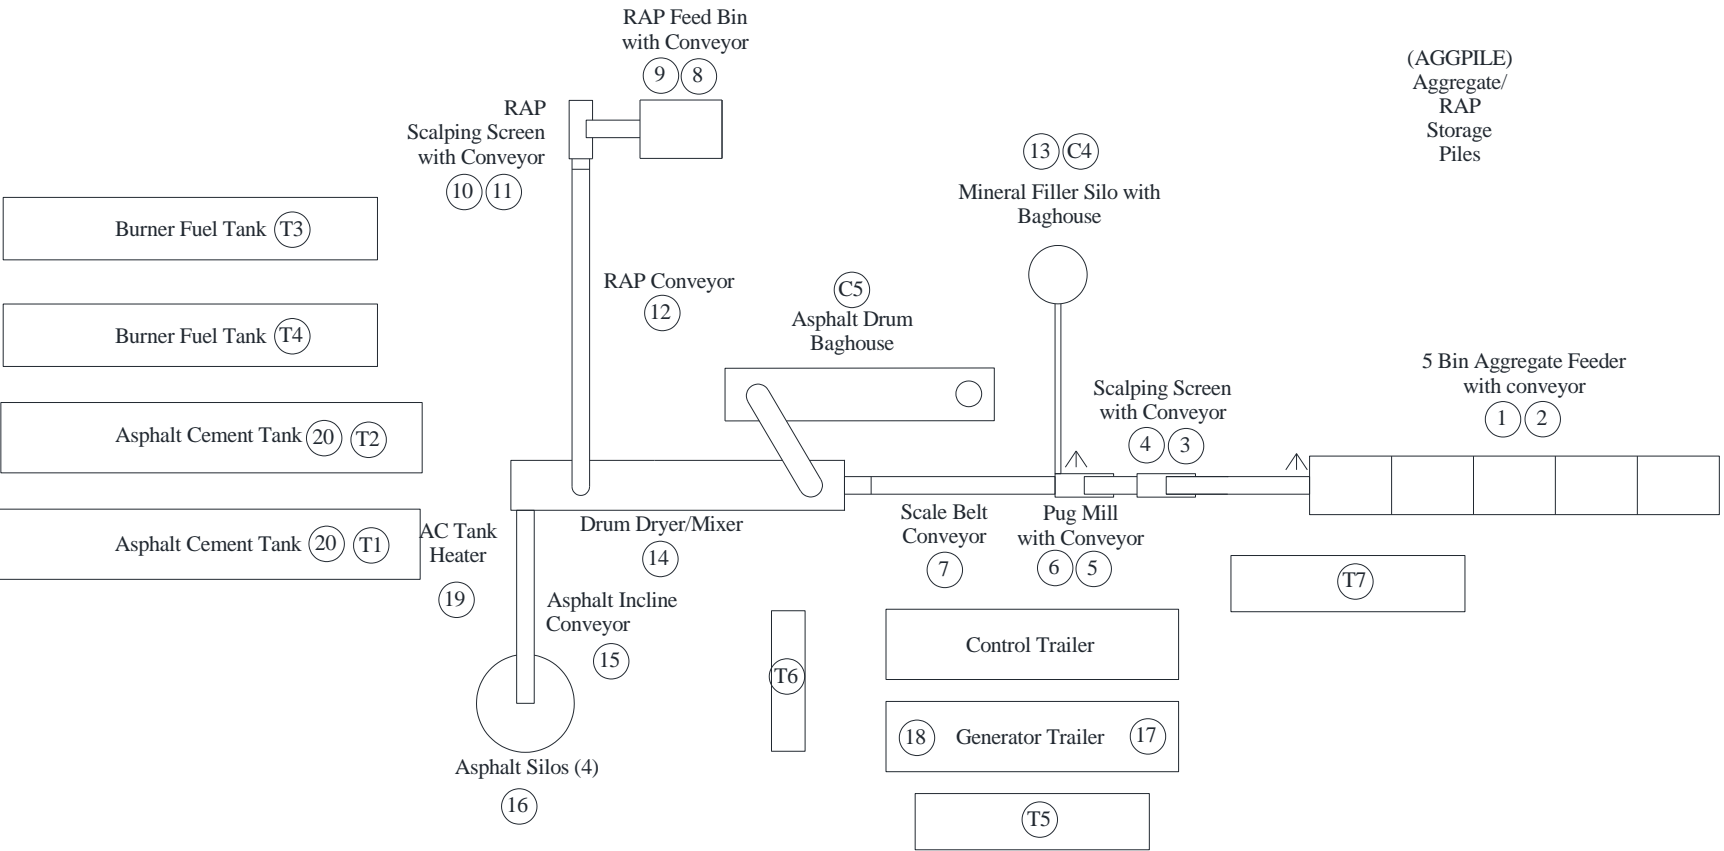 RAP Feed Bin
with Conveyor
9 8
(AGGPILE)
Aggregate/
RAP
Storage
Piles
RAP
Scalping Screen
with Conveyor
10 11
13 C4
Mineral Filler Silo with
Baghouse
Burner Fuel Tank T3
RAP Conveyor
12
C5
Asphalt Drum
Baghouse
Burner Fuel Tank T4
5 Bin Aggregate Feeder
with conveyor
1 2
Scalping Screen
with Conveyor
4 3
Asphalt Cement Tank 20 T2
Asphalt Cement Tank 20 T1
AC Tank
Heater
19
Drum Dryer/Mixer
14
Scale Belt
Conveyor
7
Pug Mill
with Conveyor
6 5
T7
Asphalt Incline
Conveyor
15
Control Trailer
T6
18 Generator Trailer 17
Asphalt Silos (4)
16
T5